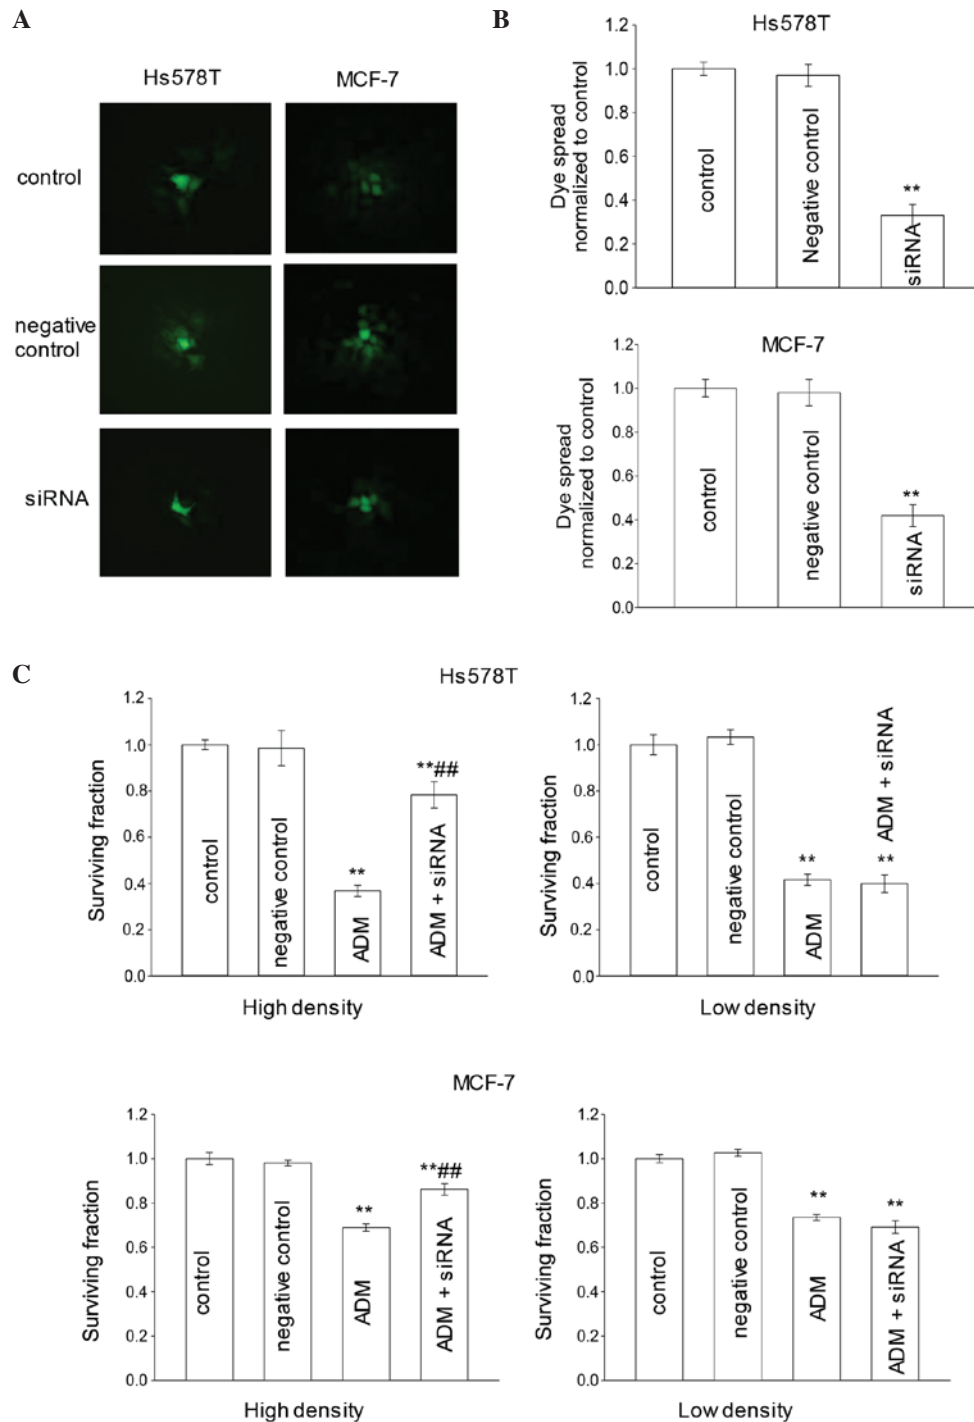 A
Hs578T
MCF-7
control
negative
control
siRNA
B
Hs578T
Dye spread
normalized to control
1.2
1.0
0.8
0.6
0.4
0.2
0.0
control
Negative control
**
siRNA
MCF-7
Dye spread
normalized to control
1.2
1.0
0.8
0.6
0.4
0.2
0.0
control
negative control
**
siRNA
C
Hs578T
Surviving fraction
1.2
1.0
0.8
0.6
0.4
0.2
0.0
control
negative control
**
ADM
**##
ADM + siRNA
High density
Surviving fraction
1.2
1.0
0.8
0.6
0.4
0.2
0.0
control
negative control
**
ADM
**
ADM + siRNA
Low density
MCF-7
Surviving fraction
1.2
1.0
0.8
0.6
0.4
0.2
0.0
control
negative control
**
ADM
**##
ADM + siRNA
High density
Surviving fraction
1.2
1.0
0.8
0.6
0.4
0.2
0.0
control
negative control
**
ADM
**
ADM + siRNA
Low density